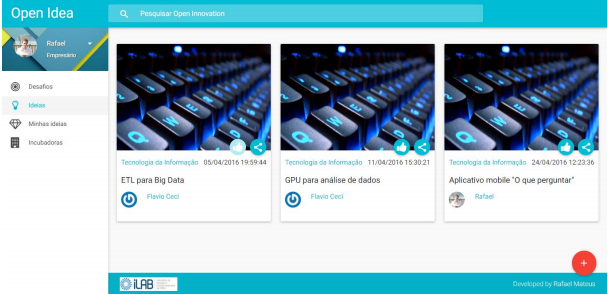 Open Idea
Pesquisar Open Innovation
Rafael
Empresário
Desafios
Ideias
Minhas ideias
Incubadoras
Tecnologia da Informação 05/04/2016 19:59:44
ETL para Big Data
Flavio Ceci
Tecnologia da Informação 11/04/2016 15:30:21
GPU para análise de dados
Flavio Ceci
Tecnologia da Informação 24/04/2016 12:23:36
Aplicativo mobile "O que perguntar"
Rafael
iLAB
Developed by Rafael Mateus